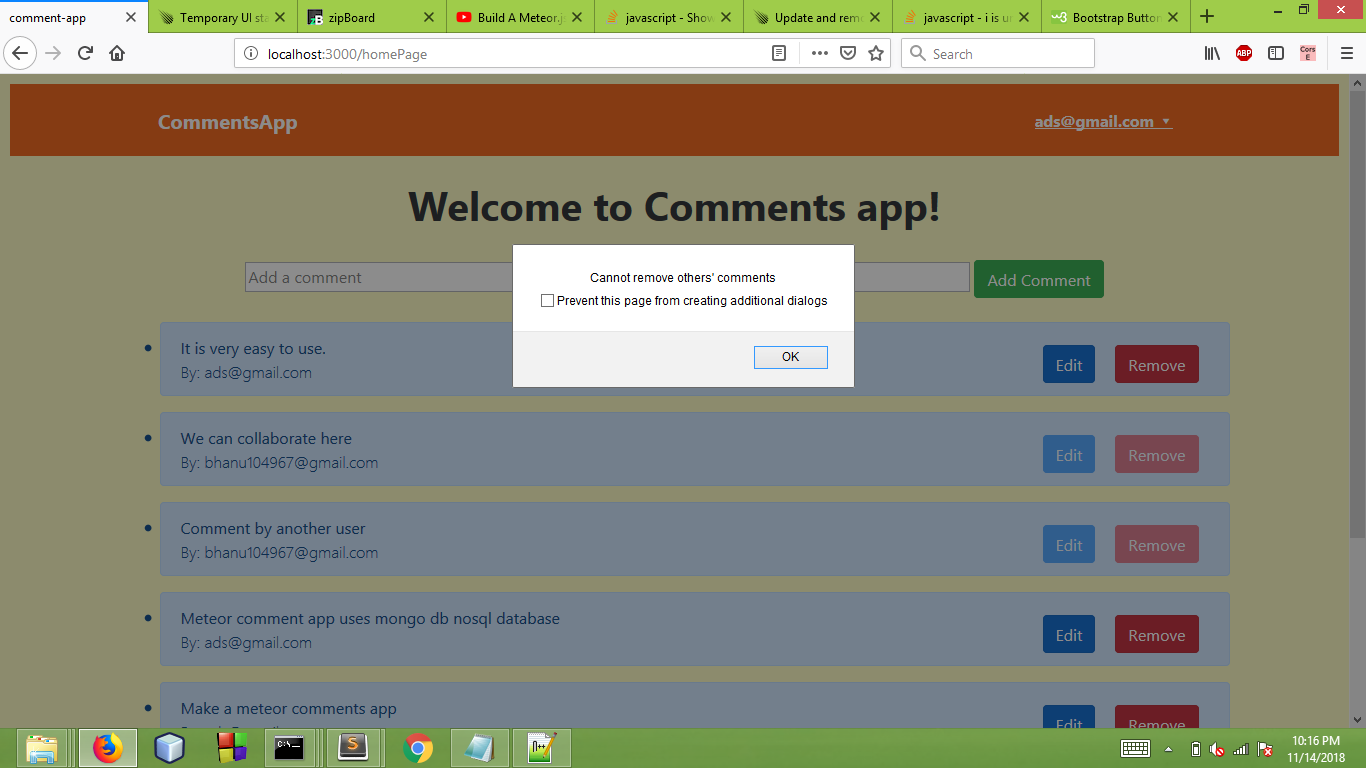 comment-app
Temporary UI sta
zipBoard
Build A Meteor.js
javascript - Show
Update and rem
javascript - i is u
Bootstrap Button
localhost:3000/homePage
Search
ABP
Cors
E
CommentsApp
ads@gmail.com
Welcome to Comments app!
Add a comment
Add Comment
Cannot remove others' comments
Prevent this page from creating additional dialogs
OK
It is very easy to use.
By: ads@gmail.com
Edit
Remove
We can collaborate here
By: bhanu104967@gmail.com
Edit
Remove
Comment by another user
By: bhanu104967@gmail.com
Edit
Remove
Meteor comment app uses mongo db nosql database
By: ads@gmail.com
Edit
Remove
Make a meteor comments app
Edit
Remove
10:16 PM
11/14/2018